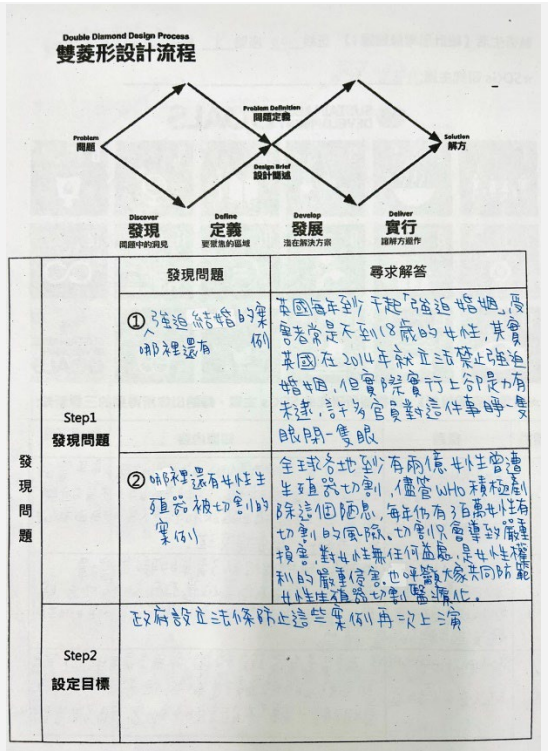 Double Diamond Design Process
雙菱形設計流程
Problem Definition
問題定義
Problem
問題
Solution
解方
Design Brief
設計簡述
Discover
發現
問題中的洞見
Define
定義
要聚焦的區域
Develop
發展
潛在解決方案
Deliver
實行
讓解方運作
發現問題
尋求解答
發現問題
Step1
發現問題
① 強迫結婚的案例
哪裡還有
英國每年到少千起「強迫婚姻」受
害者常是不到18歲的女性,其實
英國在2014年就立法禁止強迫
婚姻,但實際實行上卻是力有
未逮,許多官員對這件事睜一隻
眼閉一隻眼
② 哪裡還有女性生
殖器被切割的
案例
全球各地到少有兩億女性曾遭
生殖器切割,儘管WHO積極剷
除這個陋息,每年仍有3百萬女性有
切割的風險。切割只會導致嚴重
損害,對女性無任何益處,是女性權
利的嚴重侵害。也呼籲大家共同防範
女性生殖器切割醫療化。
Step2
設定目標
政府設立法條防止這些案例再次上演